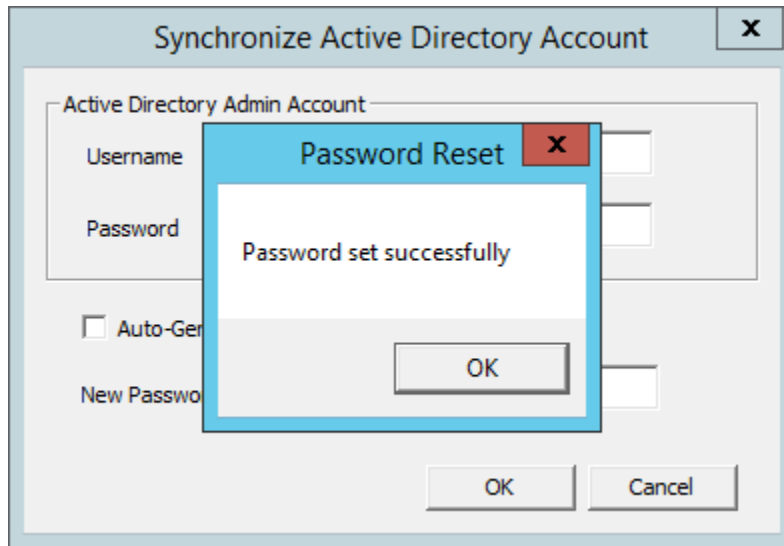 Synchronize Active Directory Account
x
Active Directory Admin Account
Username
Password
Password Reset
x
Password set successfully
OK
Auto-Ger
New Passwo
OK
Cancel